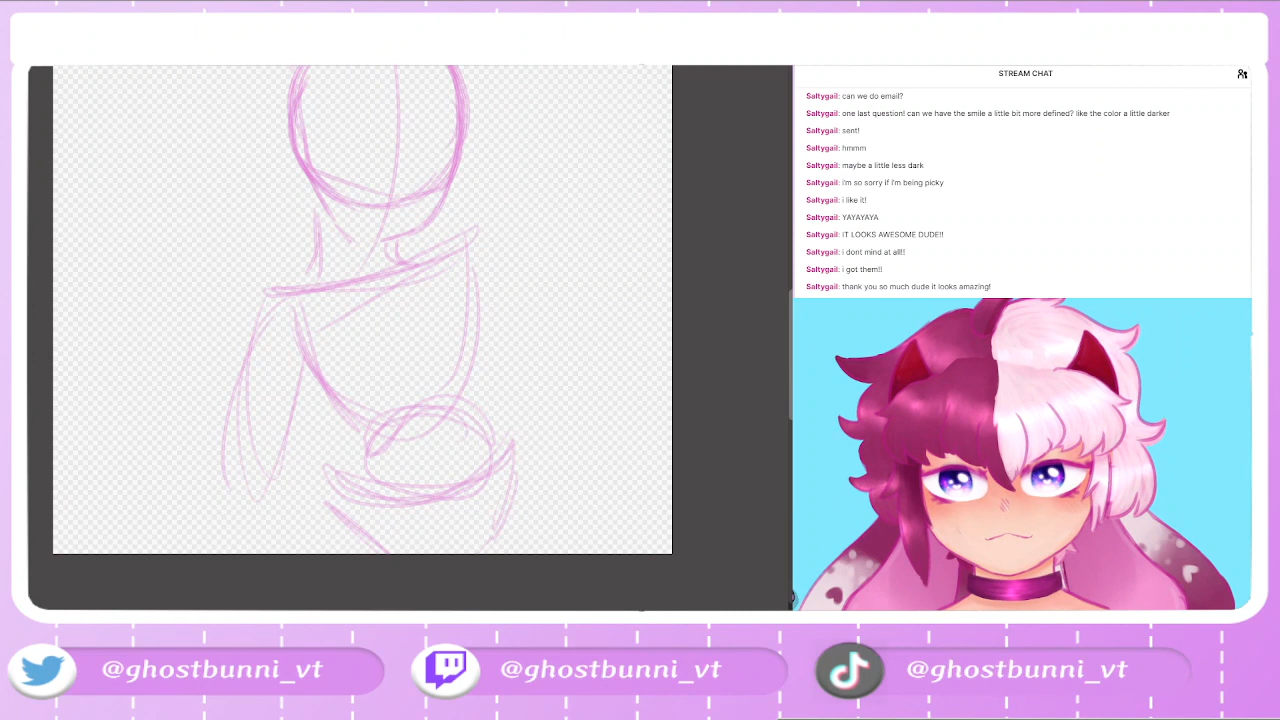 STREAM CHAT
Saltygail: can we do email?
Saltygail: one last question! can we have the smile a little bit more defined? like the color a little darker
Saltygail: sent!
Saltygail: hmmm
Saltygail: maybe a little less dark
Saltygail: i'm so sorry if i'm being picky
Saltygail: i like it!
Saltygail: YAYAYAYA
Saltygail: IT LOOKS AWESOME DUDE!!
Saltygail: i dont mind at all!!
Saltygail: i got them!!
Saltygail: thank you so much dude it looks amazing!
@ghostbunni_vt
@ghostbunni_vt
@ghostbunni_vt